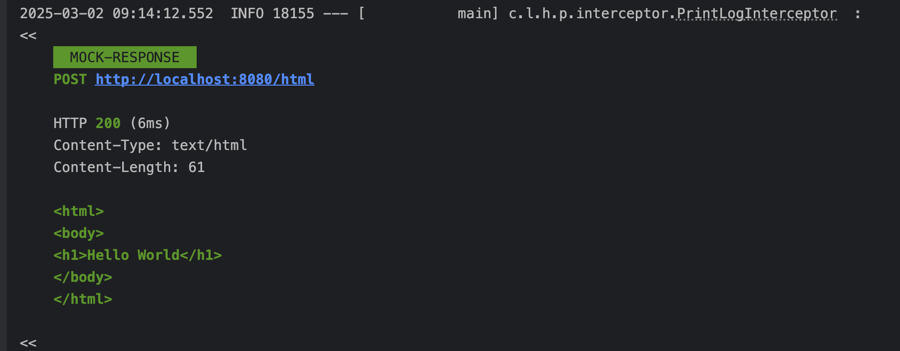 2025-03-02 09:14:12.552  INFO 18155 --- [           main] c.l.h.p.interceptor.PrintLogInterceptor  :
<<
MOCK-RESPONSE
POST http://localhost:8080/html
HTTP 200 (6ms)
Content-Type: text/html
Content-Length: 61
<html>
<body>
<h1>Hello World</h1>
</body>
</html>
<<